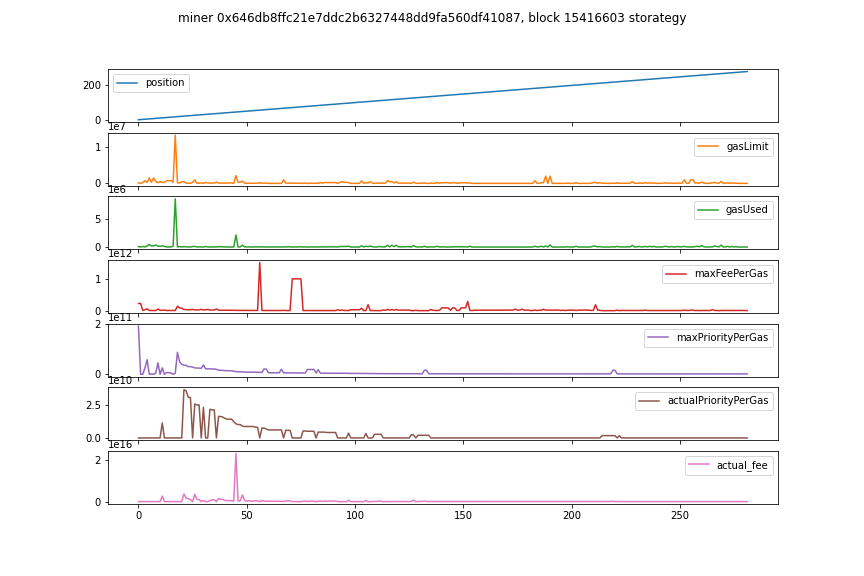 miner 0x646db8ffc21e7ddc2b6327448dd9fa560df41087, block 15416603 storategy
200
0
position
1e7
1
0
gasLimit
1e6
5
0
gasUsed
1e12
1
0
maxFeePerGas
1e11
2
0
maxPriorityPerGas
1e10
2.5
0.0
actualPriorityPerGas
1e16
2
0
actual_fee
0 50 100 150 200 250